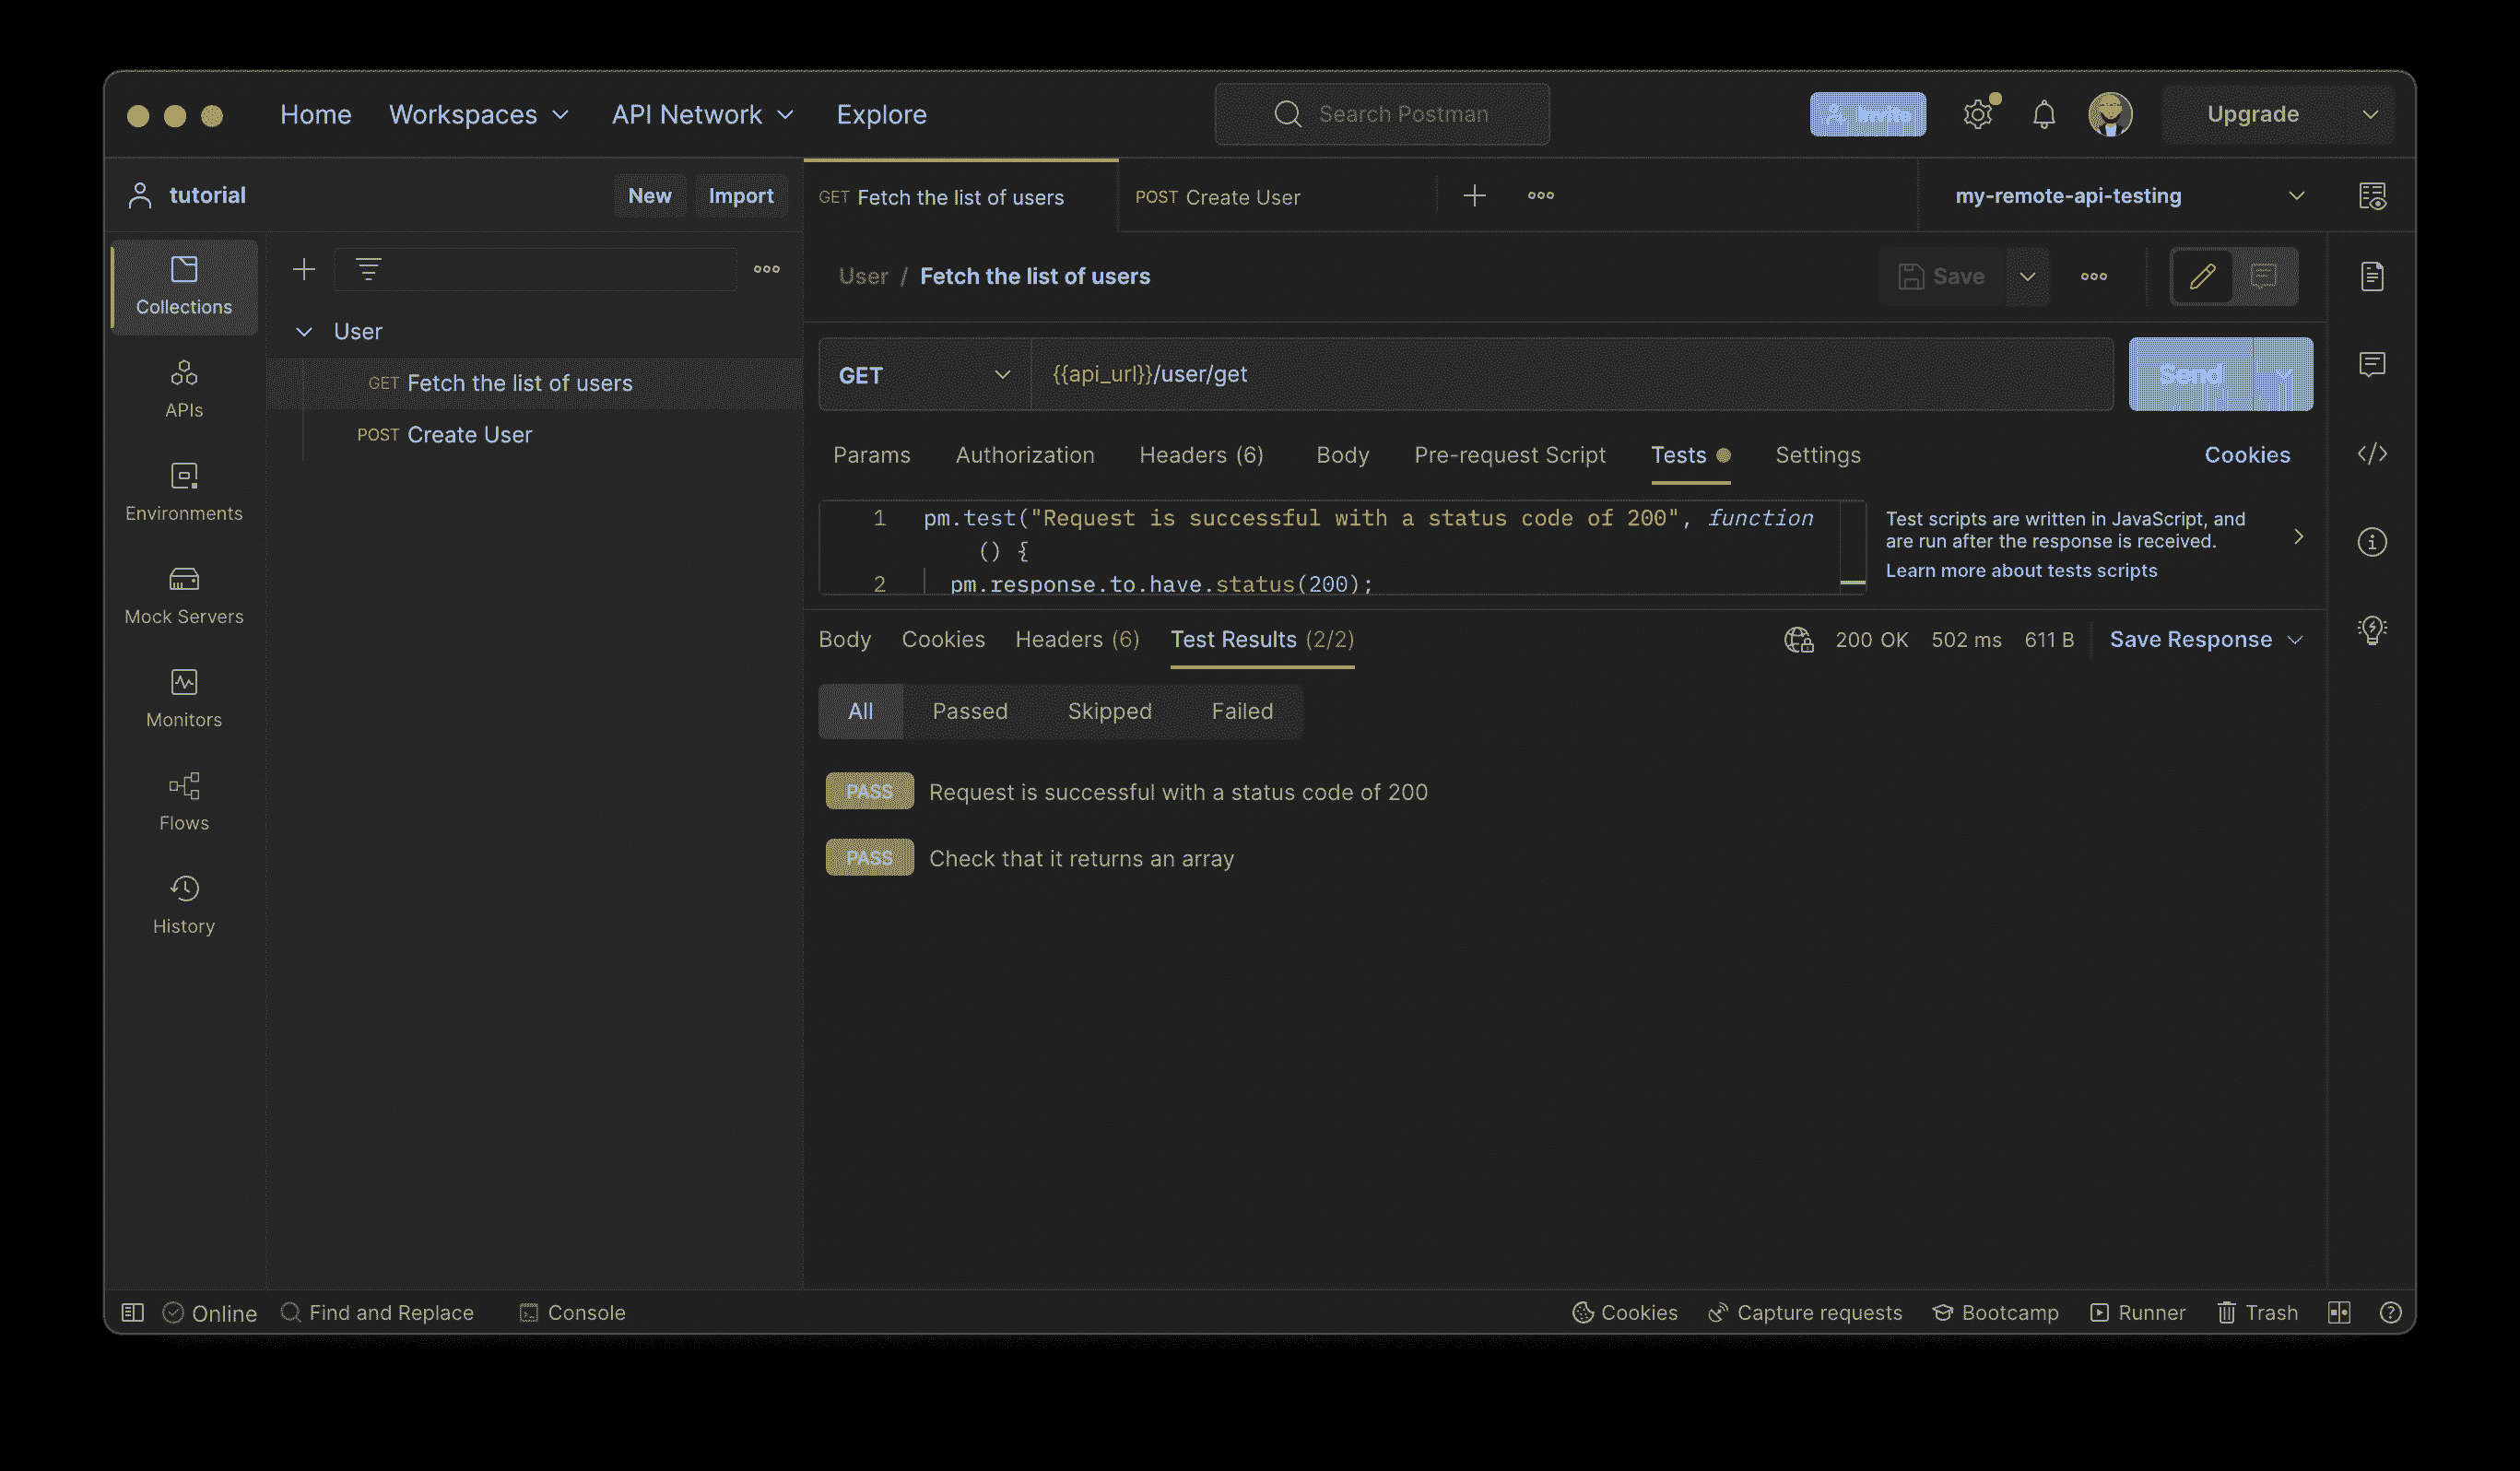 Home Workspaces API Network Explore Search Postman Invite Upgrade
tutorial New Import GET Fetch the list of users POST Create User my-remote-api-testing
Collections
APIs
Environments
Mock Servers
Monitors
Flows
History
User
GET Fetch the list of users
POST Create User
User / Fetch the list of users Save
GET {{api_url}}/user/get Send
Params Authorization Headers (6) Body Pre-request Script Tests Settings Cookies
1 pm.test("Request is successful with a status code of 200", function
() {
2 pm.response.to.have.status(200);
Test scripts are written in JavaScript, and
are run after the response is received.
Learn more about tests scripts
Body Cookies Headers (6) Test Results (2/2) 200 OK 502 ms 611 B Save Response
All Passed Skipped Failed
PASS Request is successful with a status code of 200
PASS Check that it returns an array
Online Find and Replace Console Cookies Capture requests Bootcamp Runner Trash